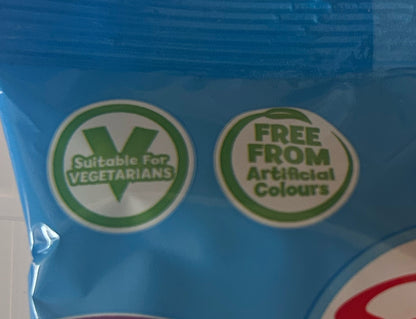 V
Suitable For
VEGETARIANS
FREE
FROM
Artificial
Colours